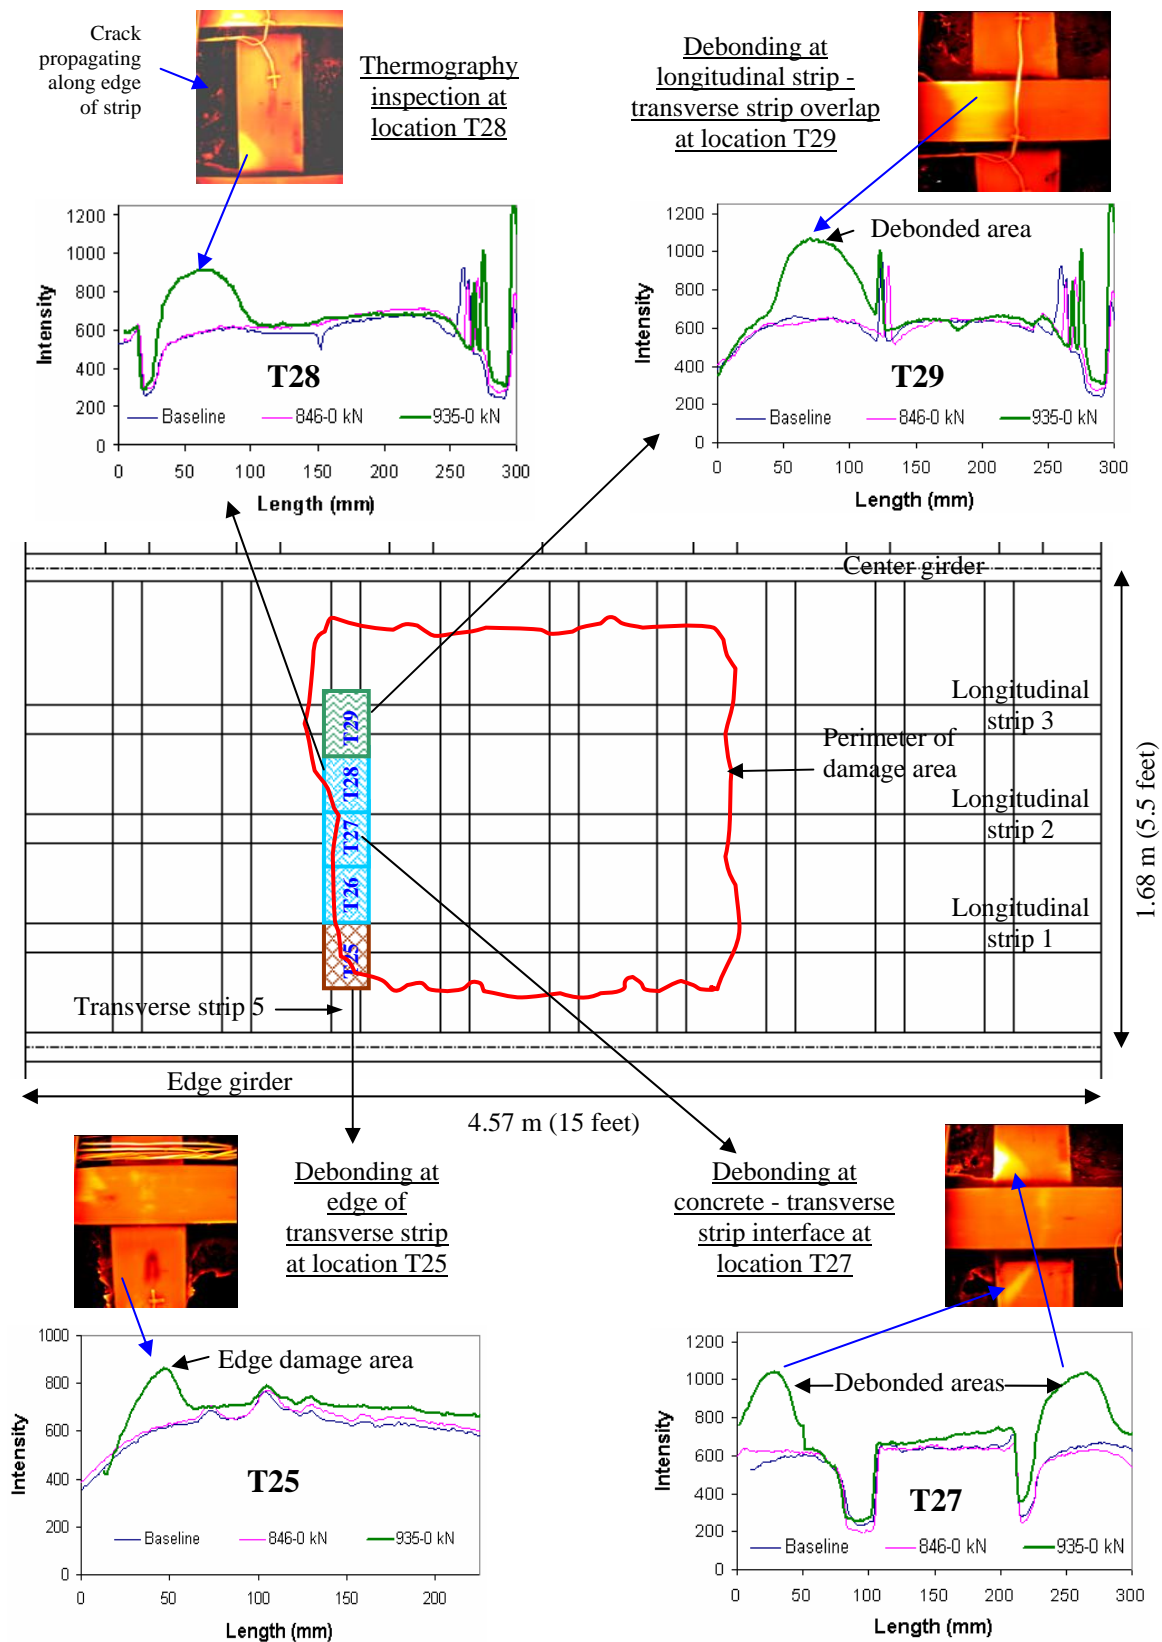 Crack
propagating
along edge
of strip
Thermography
inspection at
location T28
Debonding at
longitudinal strip -
transverse strip overlap
at location T29
1200
1000
800
600
400
200
0
Intensity
T28
Baseline
846-0 kN
935-0 kN
0 50 100 150 200 250 300
Length (mm)
1200
1000
800
600
400
200
0
Intensity
Debonded area
T29
Baseline
846-0 kN
935-0 kN
0 50 100 150 200 250 300
Length (mm)
Center girder
Longitudinal
strip 3
Perimeter of
damage area
Longitudinal
strip 2
Longitudinal
strip 1
T29
T28
T27
T26
T25
1.68 m (5.5 feet)
Transverse strip 5
Edge girder
4.57 m (15 feet)
Debonding at
edge of
transverse strip
at location T25
Debonding at
concrete - transverse
strip interface at
location T27
1000
800
600
400
200
0
Intensity
Edge damage area
T25
Baseline
846-0 kN
935-0 kN
0 50 100 150 200
Length (mm)
1200
1000
800
600
400
200
0
Intensity
Debonded areas
T27
Baseline
846-0 kN
935-0 kN
0 50 100 150 200 250 300
Length (mm)